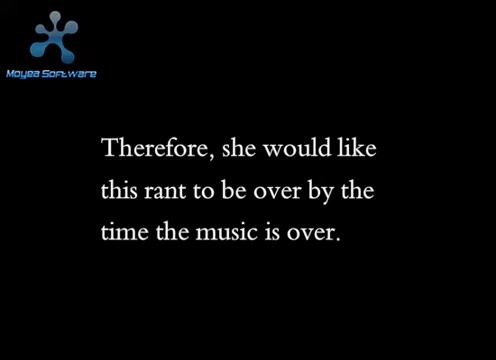 Moyea Software
Therefore, she would like
this rant to be over by the
time the music is over.